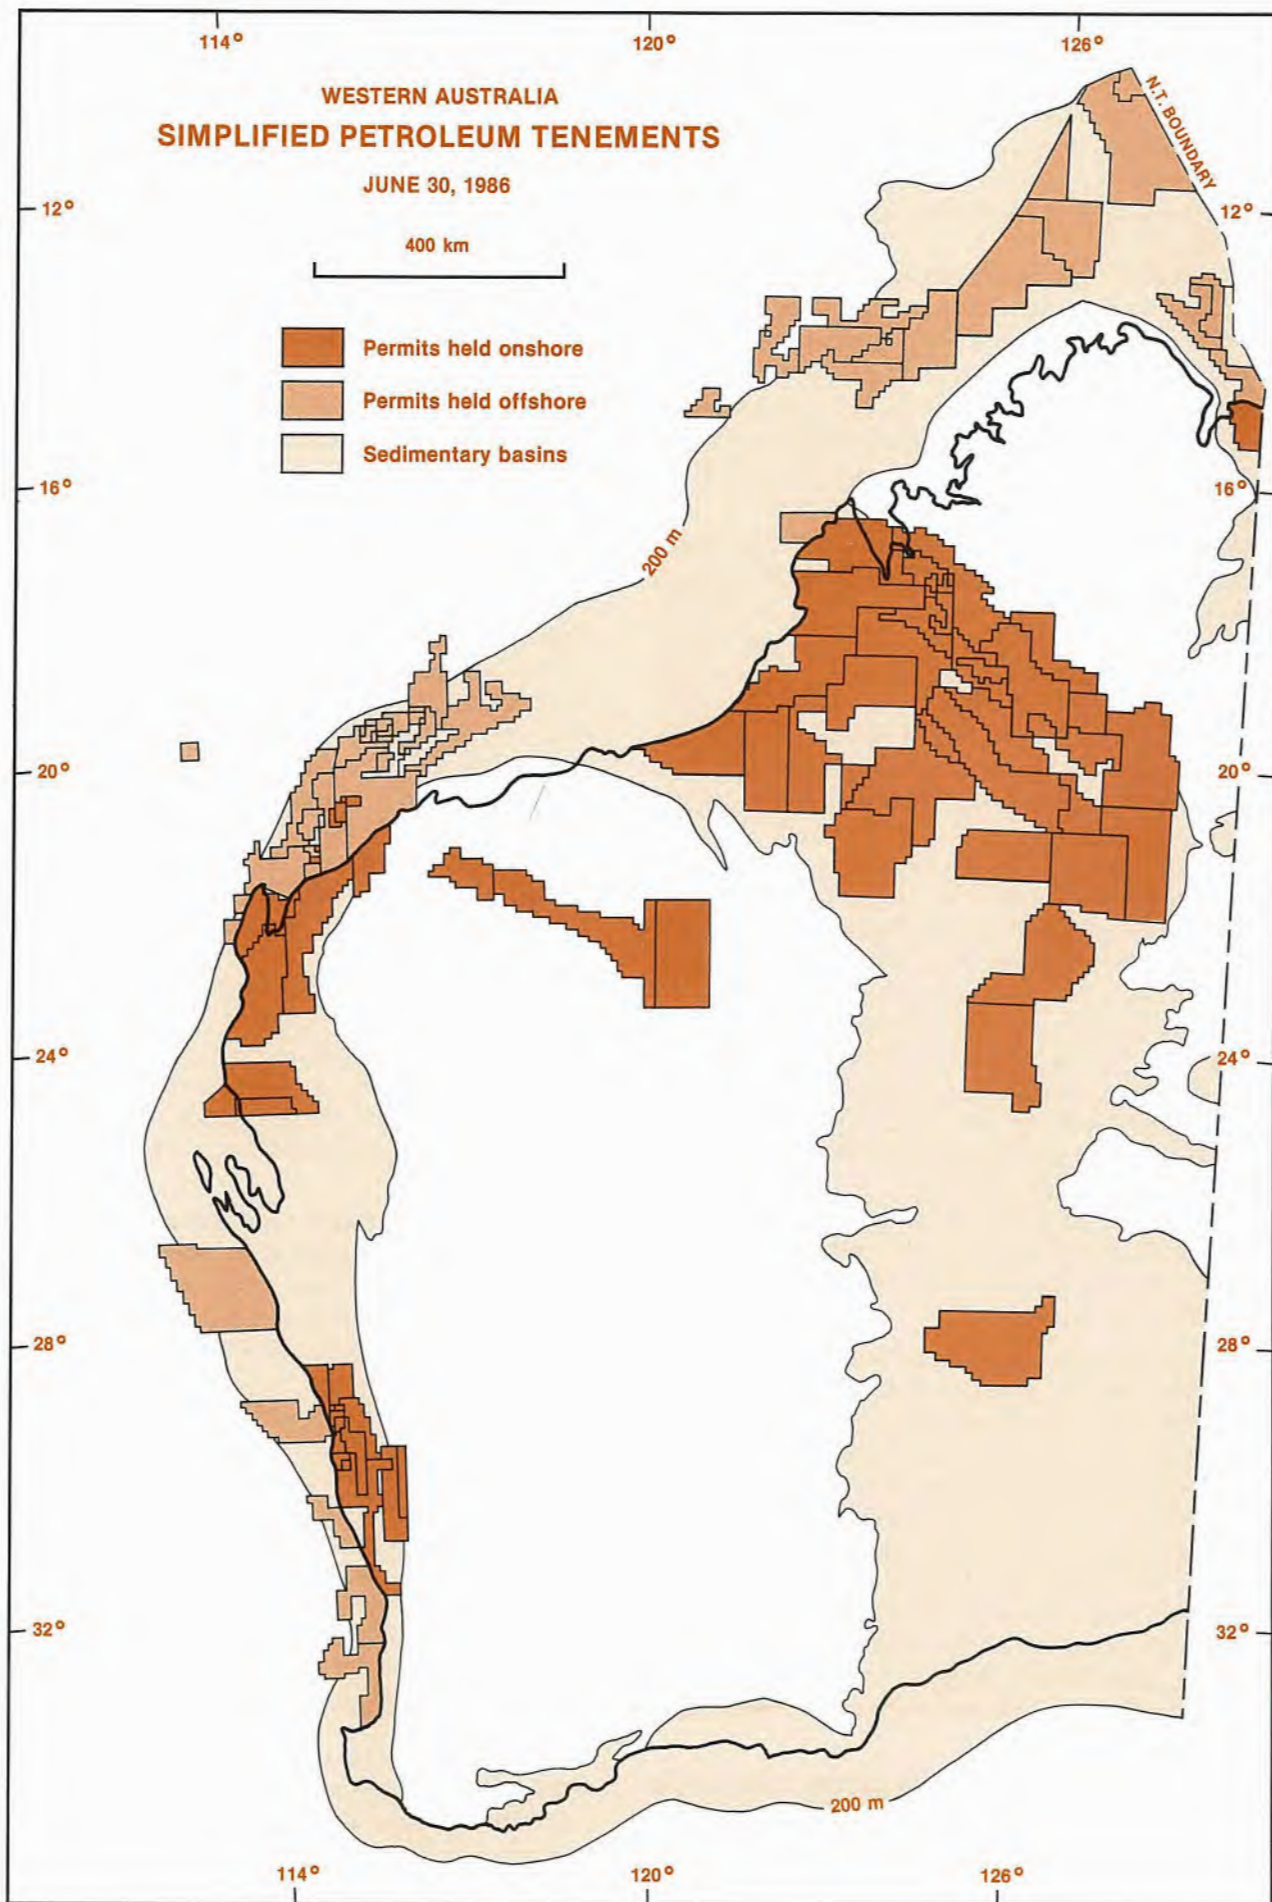 114°
120°
126°
WESTERN AUSTRALIA
SIMPLIFIED PETROLEUM TENEMENTS
JUNE 30, 1986
N.T. BOUNDARY
12°
12°
400 km
Permits held onshore
Permits held offshore
Sedimentary basins
16°
16°
200 m
20°
20°
24°
24°
28°
28°
32°
32°
200 m
114°
120°
126°